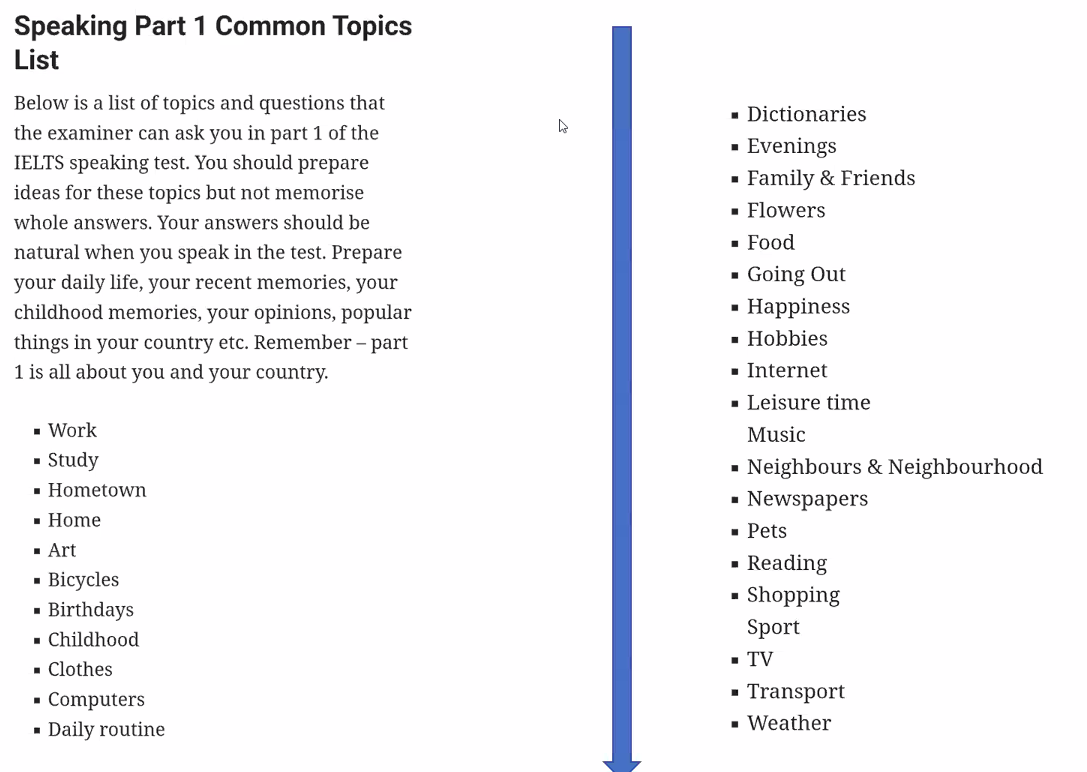 Speaking Part 1 Common Topics
List
Below is a list of topics and questions that
the examiner can ask you in part 1 of the
IELTS speaking test. You should prepare
ideas for these topics but not memorise
whole answers. Your answers should be
natural when you speak in the test. Prepare
your daily life, your recent memories, your
childhood memories, your opinions, popular
things in your country etc. Remember – part
1 is all about you and your country.
▪ Work
▪ Study
▪ Hometown
▪ Home
▪ Art
▪ Bicycles
▪ Birthdays
▪ Childhood
▪ Clothes
▪ Computers
▪ Daily routine
▪ Dictionaries
▪ Evenings
▪ Family & Friends
▪ Flowers
▪ Food
▪ Going Out
▪ Happiness
▪ Hobbies
▪ Internet
▪ Leisure time
Music
▪ Neighbours & Neighbourhood
▪ Newspapers
▪ Pets
▪ Reading
▪ Shopping
Sport
▪ TV
▪ Transport
▪ Weather